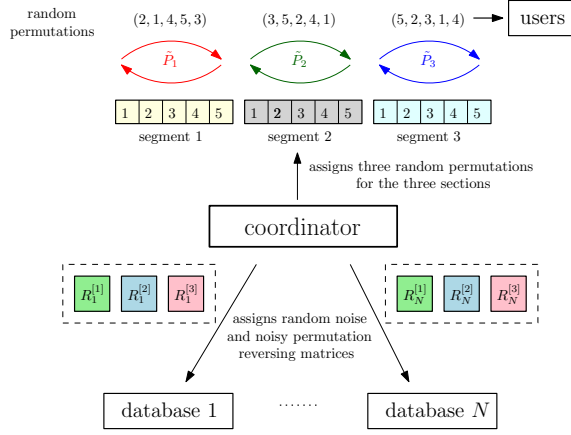 random permutations
(2, 1, 4, 5, 3)
(3, 5, 2, 4, 1)
(5, 2, 3, 1, 4)
users
P̃₁
P̃₂
P̃₃
1 2 3 4 5
1 2 3 4 5
1 2 3 4 5
segment 1
segment 2
segment 3
assigns three random permutations
for the three sections
coordinator
R₁^[1] R₁^[2] R₁^[3]
R_N^[1] R_N^[2] R_N^[3]
assigns random noise
and noisy permutation
reversing matrices
database 1
.......
database N